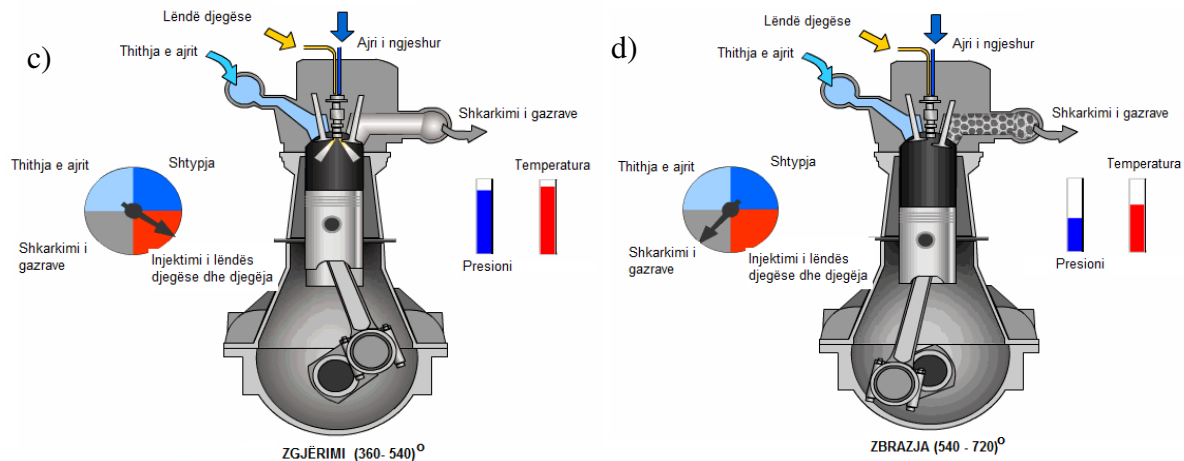 c)
Lëndë djegëse
Ajri i ngjeshur
Thithja e ajrit
Shkarkimi i gazrave
Thithja e ajrit
Shtypja
Shkarkimi i
gazrave
Injektimi i lëndës
djegëse dhe djegëja
Temperatura
Presioni
ZGJËRIMI (360- 540)⁰
d)
Lëndë djegëse
Ajri i ngjeshur
Thithja e ajrit
Shkarkimi i gazrave
Thithja e ajrit
Shtypja
Shkarkimi i
gazrave
Injektimi i lëndës
djegëse dhe djegëja
Temperatura
Presioni
ZBRAZJA (540 - 720)⁰